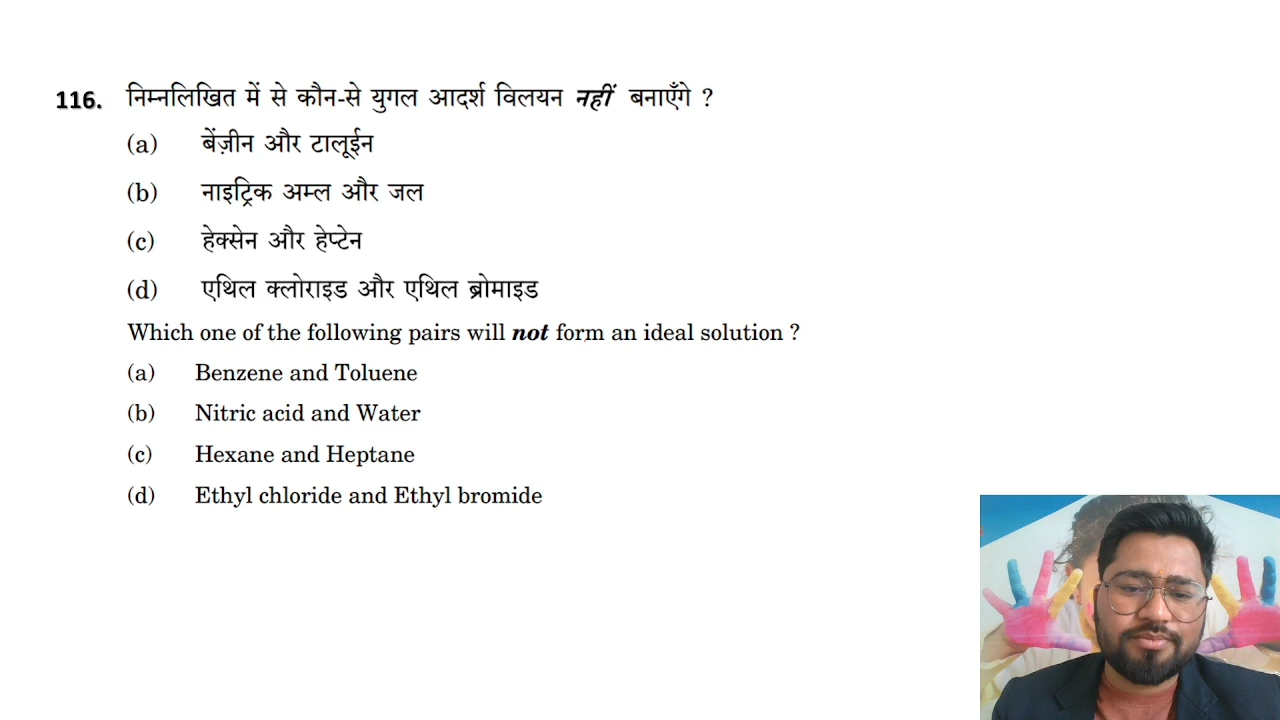 116. निम्नलिखित में से कौन-से युगल आदर्श विलयन नहीं बनाएँगे ?
(a) बेंज़ीन और टालूईन
(b) नाइट्रिक अम्ल और जल
(c) हेक्सेन और हेप्टेन
(d) एथिल क्लोराइड और एथिल ब्रोमाइड
Which one of the following pairs will not form an ideal solution ?
(a) Benzene and Toluene
(b) Nitric acid and Water
(c) Hexane and Heptane
(d) Ethyl chloride and Ethyl bromide